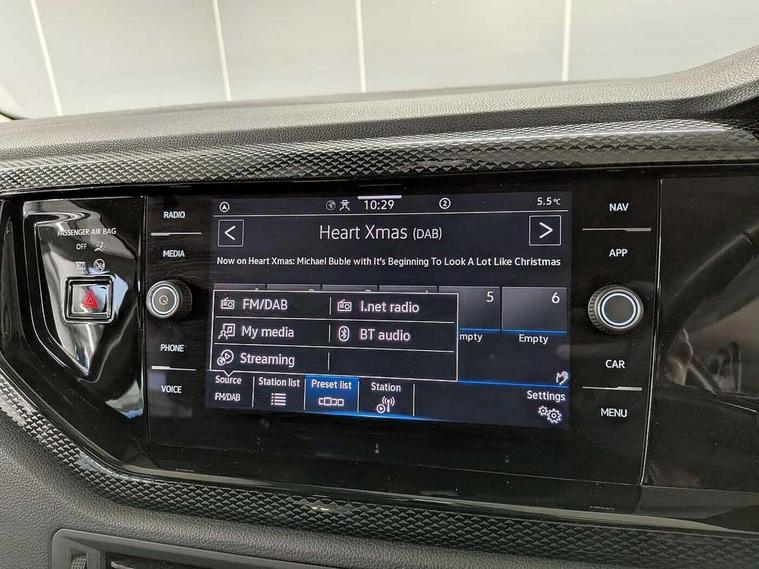 RADIO
MEDIA
PHONE
VOICE
PASSENGER AIR BAG
OFF
ON
10:29
2
5.5°C
Heart Xmas (DAB)
Now on Heart Xmas: Michael Buble with It's Beginning To Look A Lot Like Christmas
FM/DAB
I.net radio
My media
BT audio
Streaming
5
6
Empty
Source
FM/DAB
Station list
Preset list
Station
Settings
NAV
APP
CAR
MENU